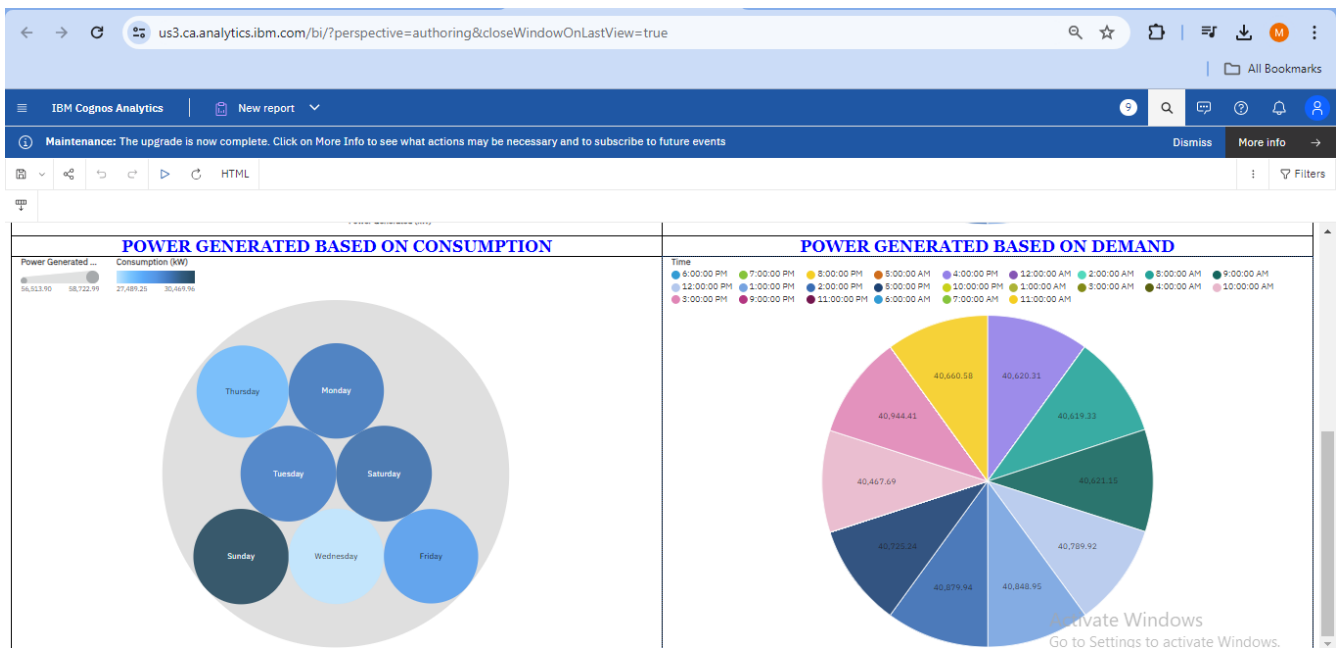 us3.ca.analytics.ibm.com/bi/?perspective=authoring&closeWindowOnLastView=true
M
All Bookmarks
IBM Cognos Analytics
New report
9
Maintenance: The upgrade is now complete. Click on More Info to see what actions may be necessary and to subscribe to future events
Dismiss
More info
HTML
Filters
POWER GENERATED BASED ON CONSUMPTION
Power Generated ...
Consumption (kW)
56,513.90 58,722.99
27,489.25 30,469.96
Thursday
Monday
Tuesday
Saturday
Sunday
Wednesday
Friday
POWER GENERATED BASED ON DEMAND
Time
6:00:00 PM 7:00:00 PM 8:00:00 PM 5:00:00 AM 4:00:00 PM 12:00:00 AM 2:00:00 AM 8:00:00 AM 9:00:00 AM
12:00:00 PM 1:00:00 PM 2:00:00 PM 5:00:00 PM 10:00:00 PM 1:00:00 AM 3:00:00 AM 4:00:00 AM 10:00:00 AM
3:00:00 PM 9:00:00 PM 11:00:00 PM 6:00:00 AM 7:00:00 AM 11:00:00 AM
40,660.58
40,620.31
40,944.41
40,619.33
40,467.69
40,621.15
40,725.24
40,789.92
40,879.94
40,848.95
Activate Windows
Go to Settings to activate Windows.